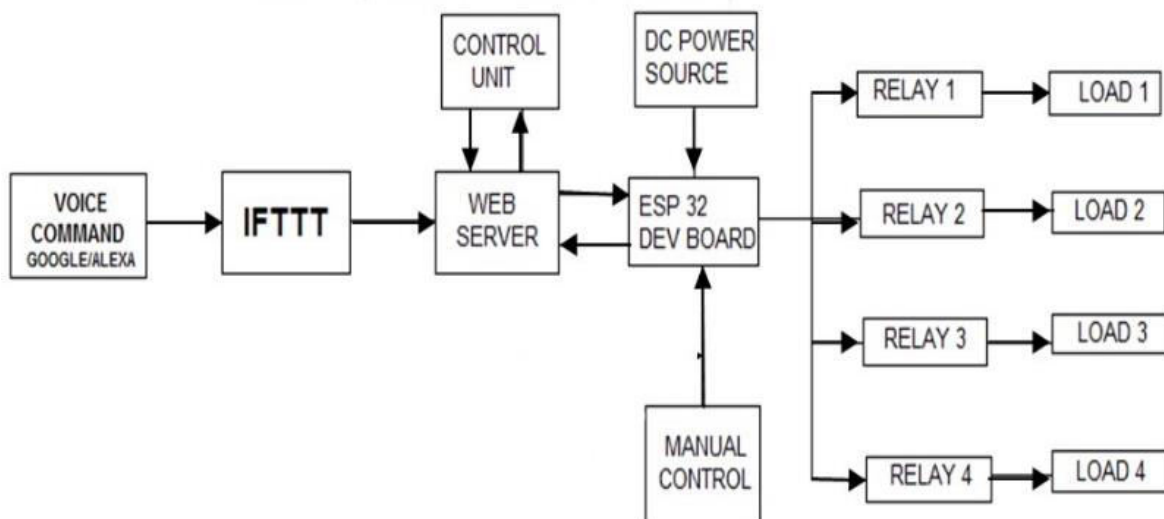 CONTROL
UNIT
DC POWER
SOURCE
RELAY 1
LOAD 1
VOICE
COMMAND
GOOGLE/ALEXA
IFTTT
WEB
SERVER
ESP 32
DEV BOARD
RELAY 2
LOAD 2
RELAY 3
LOAD 3
MANUAL
CONTROL
RELAY 4
LOAD 4